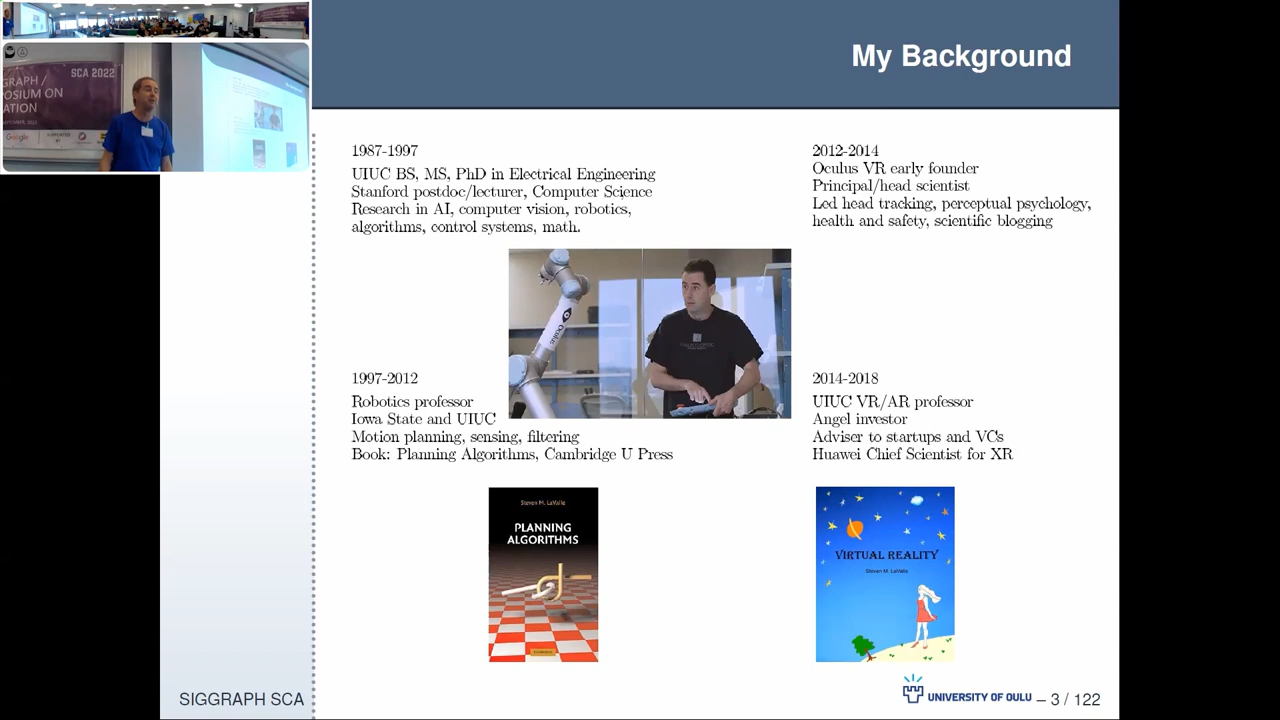 SCA 2022
GRAPH /
POSIUM ON
ATION
Google
SUPPORTED
BY
My Background
1987-1997
UIUC BS, MS, PhD in Electrical Engineering
Stanford postdoc/lecturer, Computer Science
Research in AI, computer vision, robotics,
algorithms, control systems, math.
2012-2014
Oculus VR early founder
Principal/head scientist
Led head tracking, perceptual psychology,
health and safety, scientific blogging
Oculus
1997-2012
Robotics professor
Iowa State and UIUC
Motion planning, sensing, filtering
Book: Planning Algorithms, Cambridge U Press
2014-2018
UIUC VR/AR professor
Angel investor
Adviser to startups and VCs
Huawei Chief Scientist for XR
Steven M. LaValle
PLANNING
ALGORITHMS
VIRTUAL REALITY
Steven M. LaValle
SIGGRAPH SCA
UNIVERSITY OF OULU
– 3 / 122